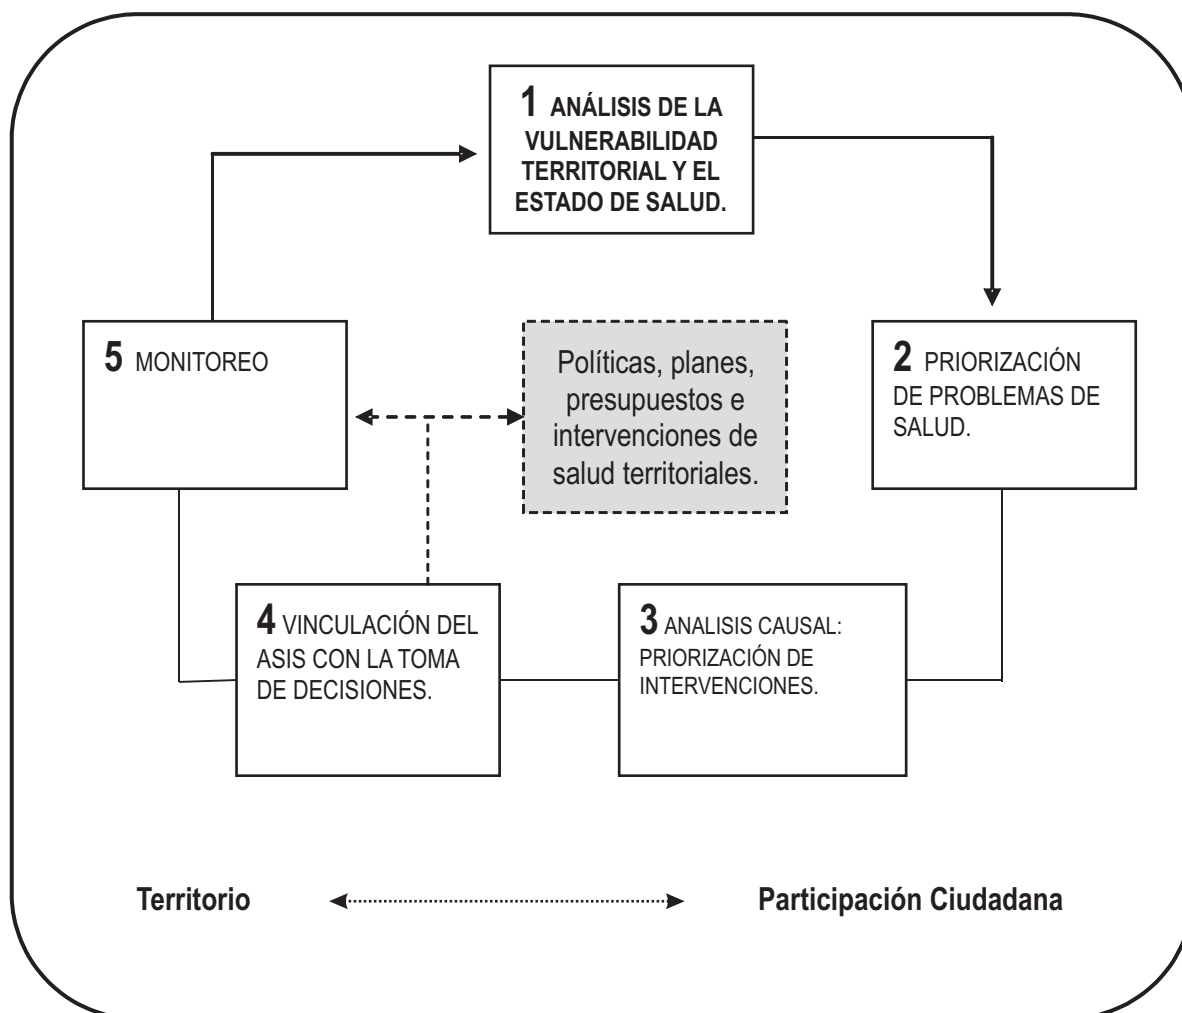 1 ANÁLISIS DE LA
VULNERABILIDAD
TERRITORIAL Y EL
ESTADO DE SALUD.
5 MONITOREO
Políticas, planes,
presupuestos e
intervenciones de
salud territoriales.
2 PRIORIZACIÓN
DE PROBLEMAS DE
SALUD.
4 VINCULACIÓN DEL
ASIS CON LA TOMA
DE DECISIONES.
3 ANALISIS CAUSAL:
PRIORIZACIÓN DE
INTERVENCIONES.
Territorio
Participación Ciudadana